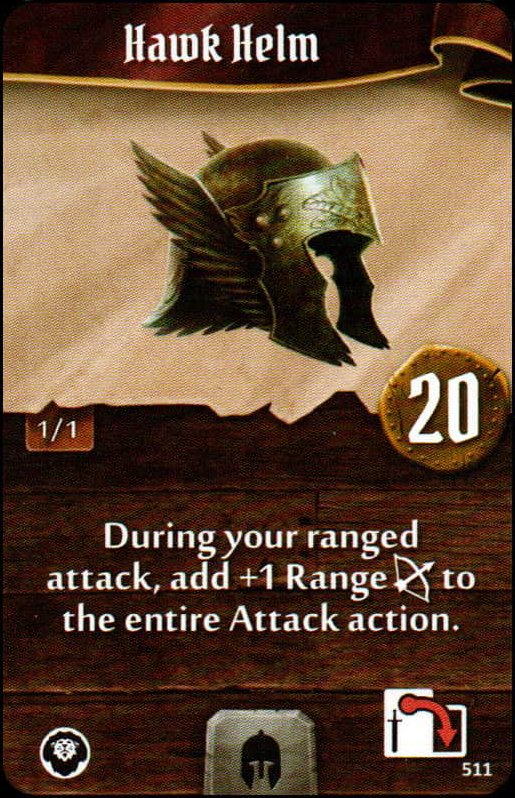 Hawk Helm
1/1
20
During your ranged
attack, add +1 Range to
the entire Attack action.
511